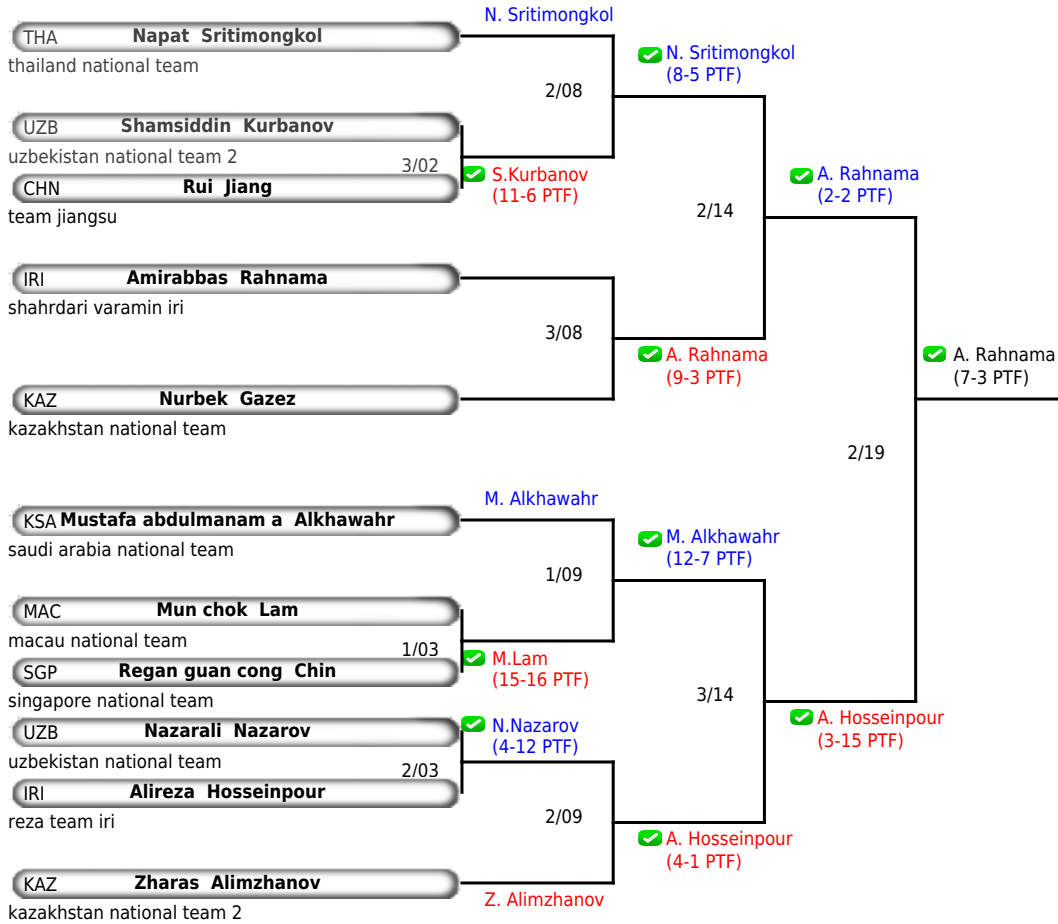 N. Sritimongkol
THA Napat Sritimongkol
thailand national team
N. Sritimongkol
(8-5 PTF)
2/08
UZB Shamsiddin Kurbanov
uzbekistan national team 2
3/02
CHN Rui Jiang
team jiangsu
S.Kurbanov
(11-6 PTF)
A. Rahnama
(2-2 PTF)
2/14
IRI Amirabbas Rahnama
shahrdari varamin iri
3/08
A. Rahnama
(9-3 PTF)
A. Rahnama
(7-3 PTF)
KAZ Nurbek Gazez
kazakhstan national team
2/19
M. Alkhawahr
KSA Mustafa abdulmanam a Alkhawahr
saudi arabia national team
M. Alkhawahr
(12-7 PTF)
1/09
MAC Mun chok Lam
macau national team
1/03
SGP Regan guan cong Chin
singapore national team
M.Lam
(15-16 PTF)
3/14
UZB Nazarali Nazarov
uzbekistan national team
N.Nazarov
(4-12 PTF)
A. Hosseinpour
(3-15 PTF)
2/03
IRI Alireza Hosseinpour
reza team iri
2/09
A. Hosseinpour
(4-1 PTF)
KAZ Zharas Alimzhanov
kazakhstan national team 2
Z. Alimzhanov